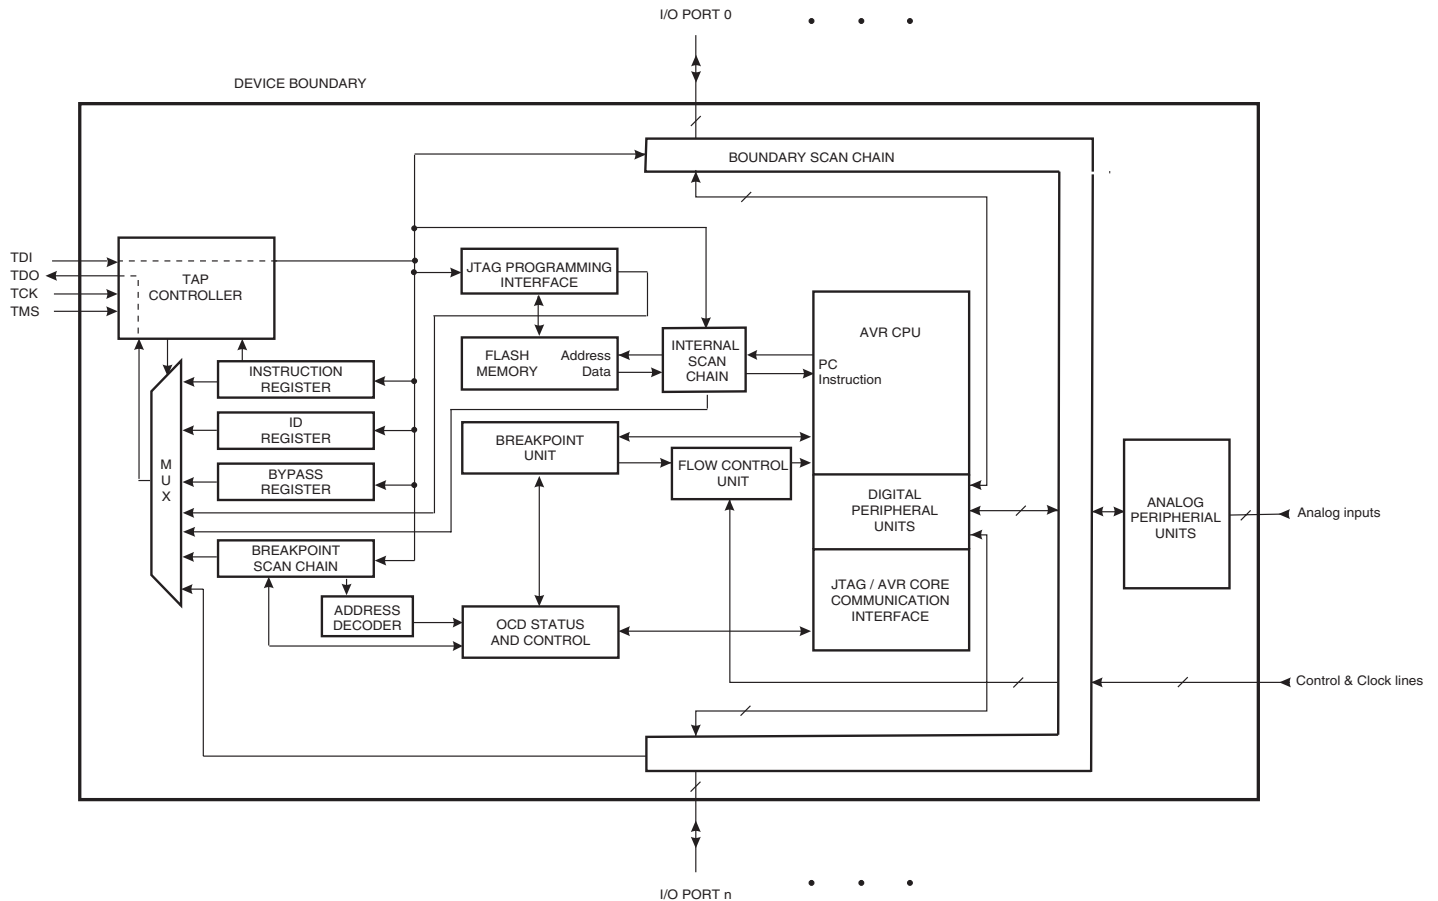 I/O PORT 0
DEVICE BOUNDARY
BOUNDARY SCAN CHAIN
TDI
TDO
TCK
TMS
TAP
CONTROLLER
JTAG PROGRAMMING
INTERFACE
AVR CPU
FLASH
MEMORY
Address
Data
INTERNAL
SCAN
CHAIN
PC
Instruction
INSTRUCTION
REGISTER
ID
REGISTER
M
U
X
BREAKPOINT
UNIT
FLOW CONTROL
UNIT
BYPASS
REGISTER
DIGITAL
PERIPHERAL
UNITS
ANALOG
PERIPHERIAL
UNITS
Analog inputs
BREAKPOINT
SCAN CHAIN
JTAG / AVR CORE
COMMUNICATION
INTERFACE
ADDRESS
DECODER
OCD STATUS
AND CONTROL
Control & Clock lines
I/O PORT n